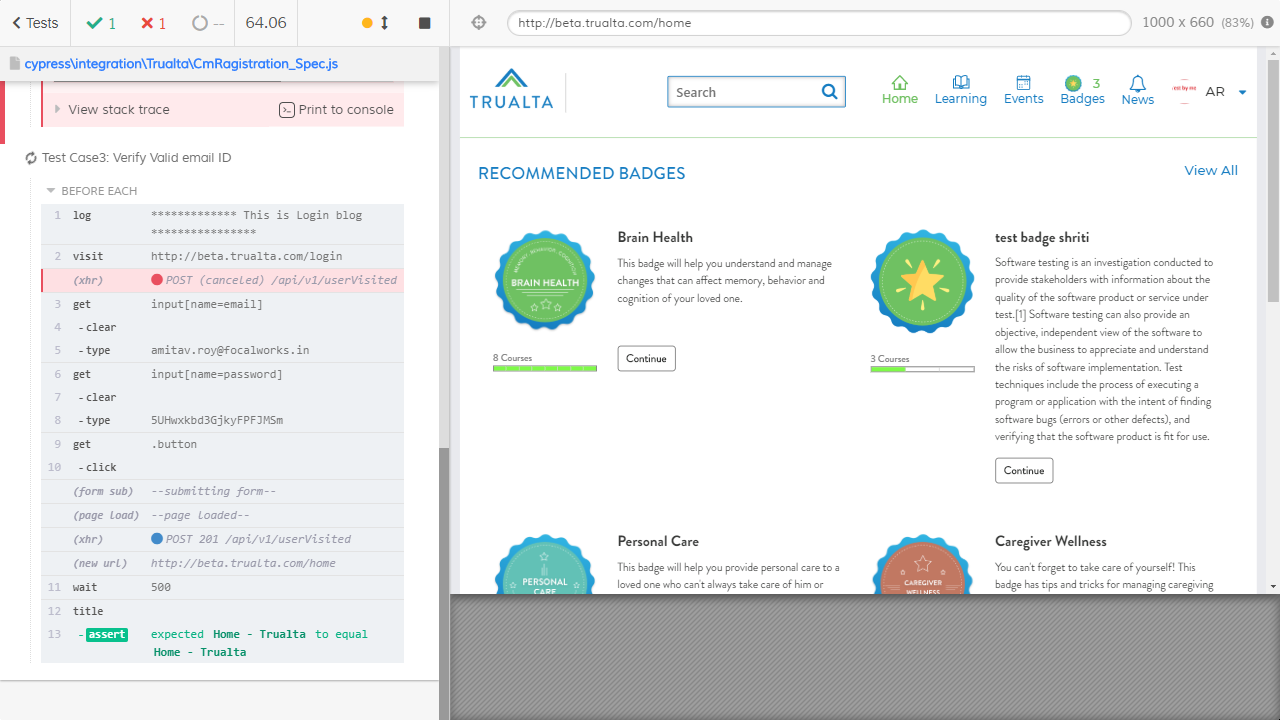 Tests
1
1
--
64.06
http://beta.trualta.com/home
1000 x 660 (83%)
cypress\integration\Trualta\CmRagistration_Spec.js
View stack trace
Print to console
Test Case3: Verify Valid email ID
BEFORE EACH
1 log ************* This is Login blog
****************
2 visit http://beta.trualta.com/login
(xhr) POST (canceled) /api/v1/userVisited
3 get input[name=email]
4 -clear
5 -type amitav.roy@focalworks.in
6 get input[name=password]
7 -clear
8 -type 5UHwxkbd3GjkyFPFJMSm
9 get .button
10 -click
(form sub) --submitting form--
(page load) --page loaded--
(xhr) POST 201 /api/v1/userVisited
(new url) http://beta.trualta.com/home
11 wait 500
12 title
13 -assert expected Home - Trualta to equal
Home - Trualta
TRUALTA
Search
Home
Learning
Events
3
Badges
News
AR
RECOMMENDED BADGES
View All
BRAIN HEALTH
8 Courses
Brain Health
This badge will help you understand and manage
changes that can affect memory, behavior and
cognition of your loved one.
Continue
3 Courses
test badge shriti
Software testing is an investigation conducted to
provide stakeholders with information about the
quality of the software product or service under
test.[1] Software testing can also provide an
objective, independent view of the software to
allow the business to appreciate and understand
the risks of software implementation. Test
techniques include the process of executing a
program or application with the intent of finding
software bugs (errors or other defects), and
verifying that the software product is fit for use.
Continue
PERSONAL
CARE
Personal Care
This badge will help you provide personal care to a
loved one who can't always take care of him or
CAREGIVER
WELLNESS
Caregiver Wellness
You can't forget to take care of yourself! This
badge has tips and tricks for managing caregiving